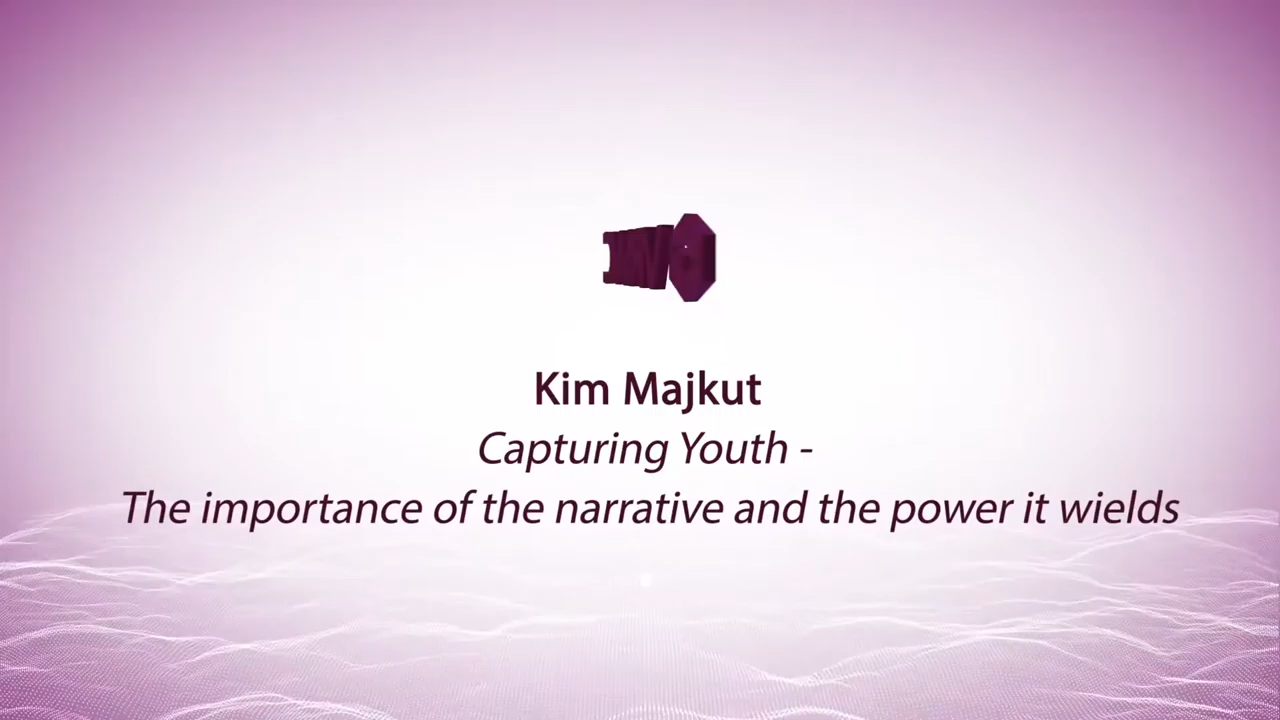 Kim Majkut
Capturing Youth -
The importance of the narrative and the power it wields